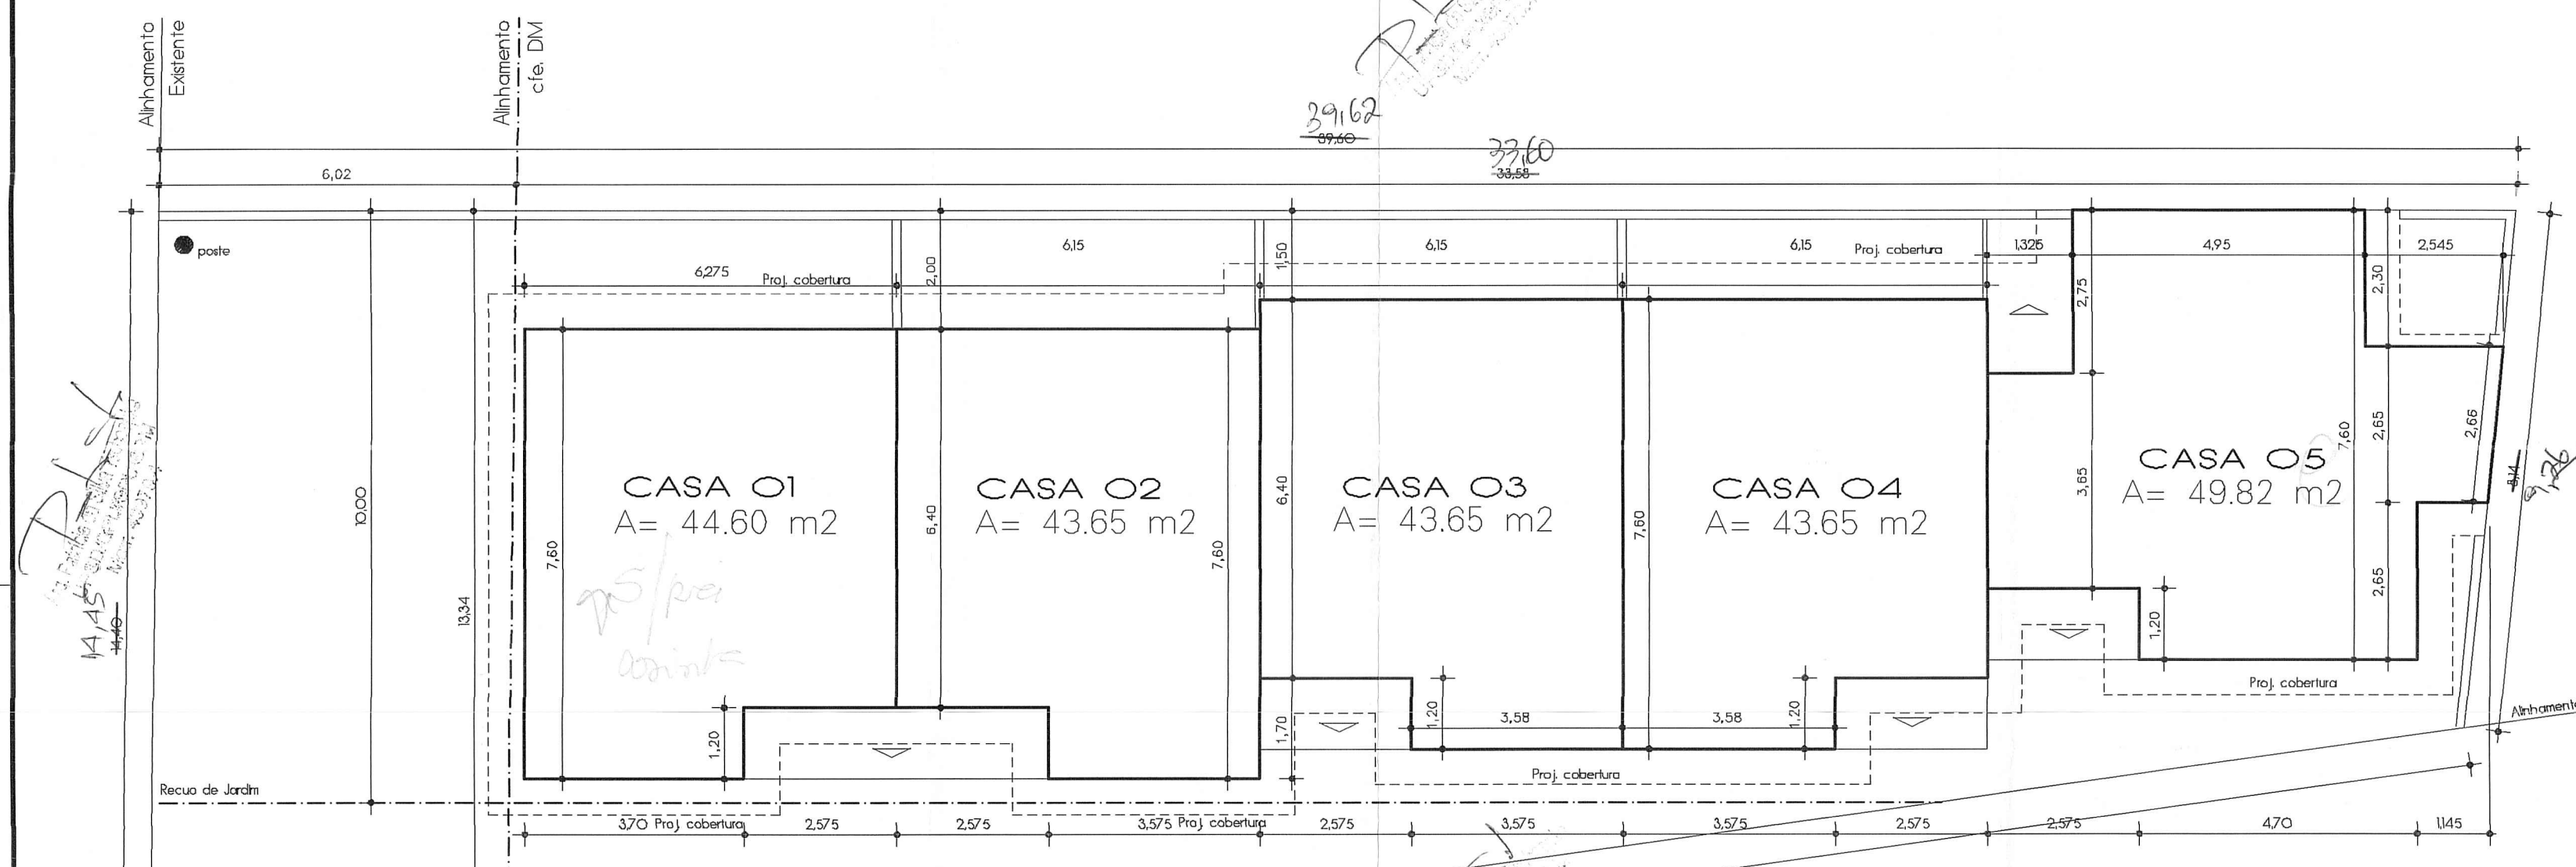 Alinhamento
Existente
Alinhamento
cfe. DM
39,62
39,60
33,60
33,58
6,02
poste
6,275
Proj. cobertura
2,00
6,15
1,50
6,15
6,15
Proj. cobertura
1,325
4,95
2,545
2,75
2,30
10,00
13,34
14,45
14,40
7,60
CASA 01
A= 44.60 m2
6,40
CASA 02
A= 43.65 m2
7,60
6,40
CASA 03
A= 43.65 m2
7,60
CASA 04
A= 43.65 m2
3,65
CASA 05
A= 49.82 m2
7,60
2,65
2,66
8,14
9,26
2,65
1,20
1,20
1,70
1,20
3,58
3,58
1,20
Proj. cobertura
Alinhamento
Recuo de Jardim
Proj. cobertura
3,70
Proj. cobertura
2,575
2,575
3,575
Proj. cobertura
2,575
3,575
3,575
2,575
2,575
4,70
1,145